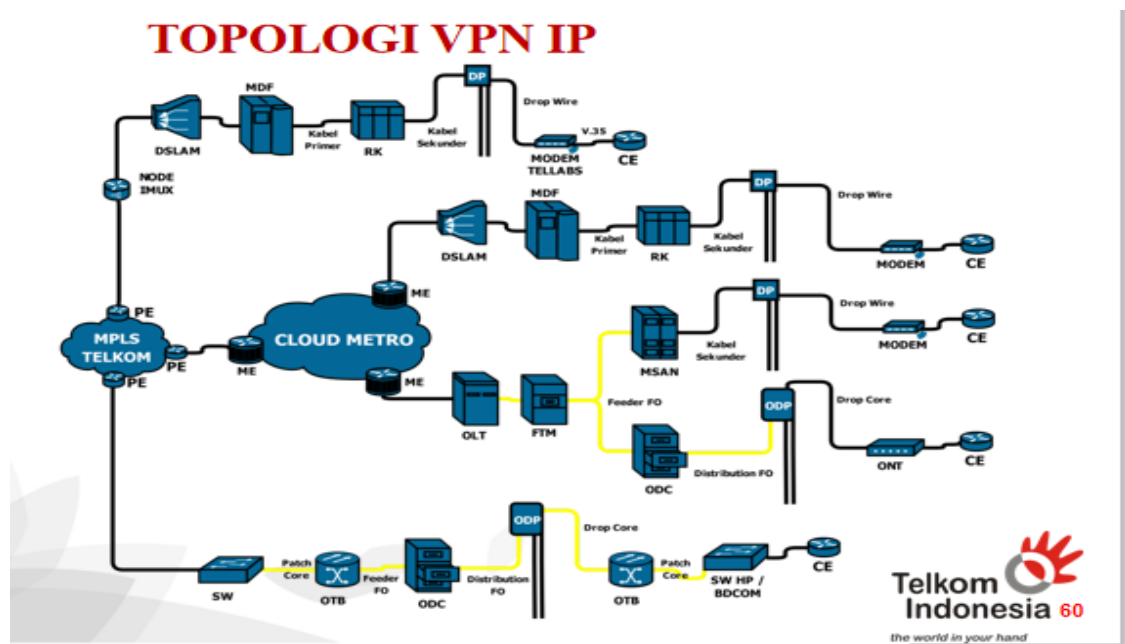 TOPOLOGI VPN IP
MDF
DP
Drop Wire
V.35
DSLAM
Kabel
Primer
RK
Kabel
Sekunder
MODEM
TELLABS
CE
NODE
IMUX
MDF
DP
Drop Wire
DSLAM
Kabel
Primer
RK
Kabel
Sekunder
MODEM
CE
ME
PE
MPLS
TELKOM
PE
PE
ME
CLOUD METRO
ME
DP
Drop Wire
MSAN
Kabel
Sekunder
MODEM
CE
OLT
FTM
Feeder FO
ODP
Drop Core
ODC
Distribution FO
ONT
CE
SW
Patch
Core
OTB
Feeder
FO
ODC
Distribution
FO
ODP
Drop Core
OTB
Patch
Core
SW HP /
BDCOM
CE
Telkom
Indonesia 60
the world in your hand